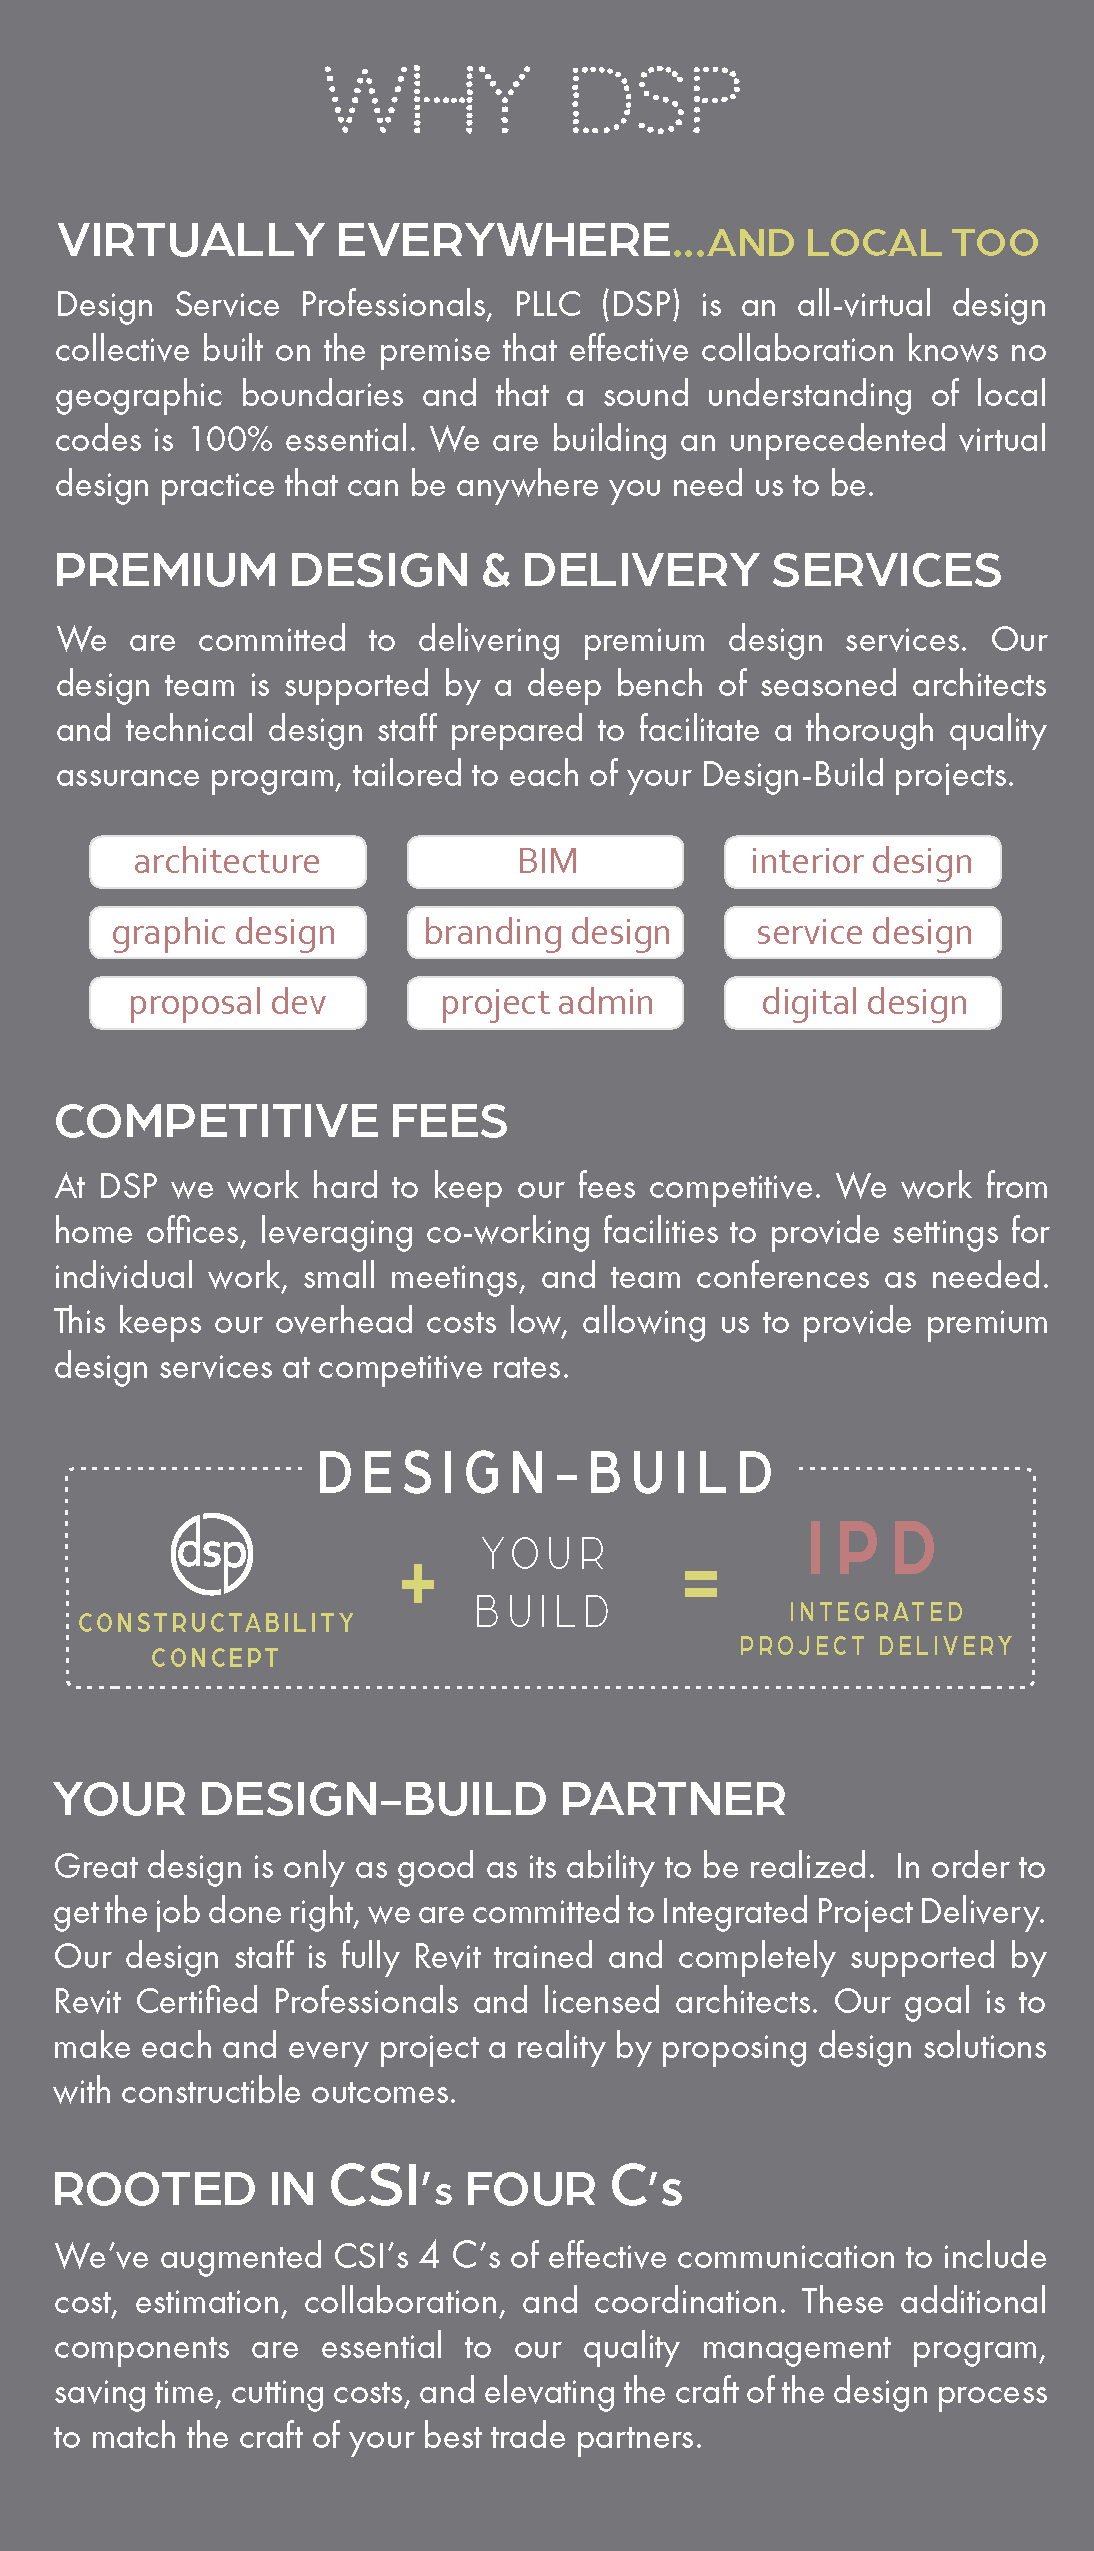 WHY DSP
VIRTUALLY EVERYWHERE...AND LOCAL TOO
Design Service Professionals, PLLC (DSP) is an all-virtual design
collective built on the premise that effective collaboration knows no
geographic boundaries and that a sound understanding of local
codes is 100% essential. We are building an unprecedented virtual
design practice that can be anywhere you need us to be.
PREMIUM DESIGN & DELIVERY SERVICES
We are committed to delivering premium design services. Our
design team is supported by a deep bench of seasoned architects
and technical design staff prepared to facilitate a thorough quality
assurance program, tailored to each of your Design-Build projects.
architecture BIM interior design
graphic design branding design service design
proposal dev project admin digital design
COMPETITIVE FEES
At DSP we work hard to keep our fees competitive. We work from
home offices, leveraging co-working facilities to provide settings for
individual work, small meetings, and team conferences as needed.
This keeps our overhead costs low, allowing us to provide premium
design services at competitive rates.
DESIGN-BUILD
dsp
CONSTRUCTABILITY
CONCEPT
+
YOUR
BUILD
=
IPD
INTEGRATED
PROJECT DELIVERY
YOUR DESIGN-BUILD PARTNER
Great design is only as good as its ability to be realized. In order to
get the job done right, we are committed to Integrated Project Delivery.
Our design staff is fully Revit trained and completely supported by
Revit Certified Professionals and licensed architects. Our goal is to
make each and every project a reality by proposing design solutions
with constructible outcomes.
ROOTED IN CSI's FOUR C's
We've augmented CSI's 4 C's of effective communication to include
cost, estimation, collaboration, and coordination. These additional
components are essential to our quality management program,
saving time, cutting costs, and elevating the craft of the design process
to match the craft of your best trade partners.